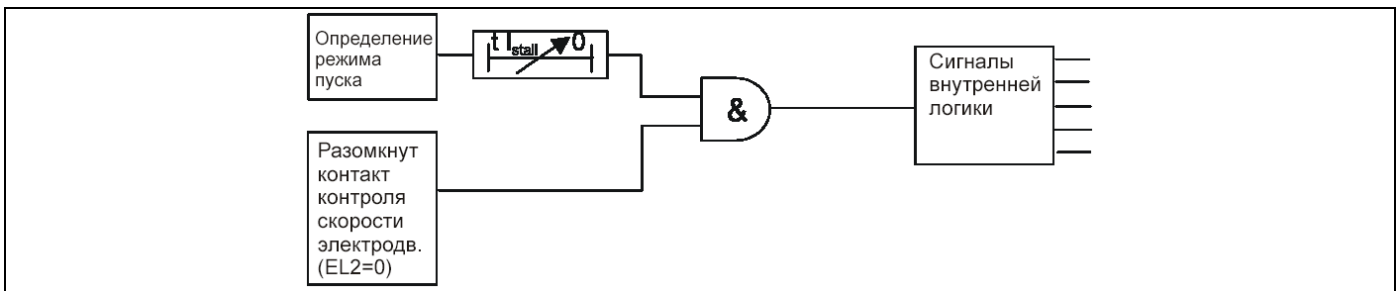 Определение
режима
пуска
t I stall 0
&
Сигналы
внутренней
логики
Разомкнут
контакт
контроля
скорости
электродв.
(EL2=0)